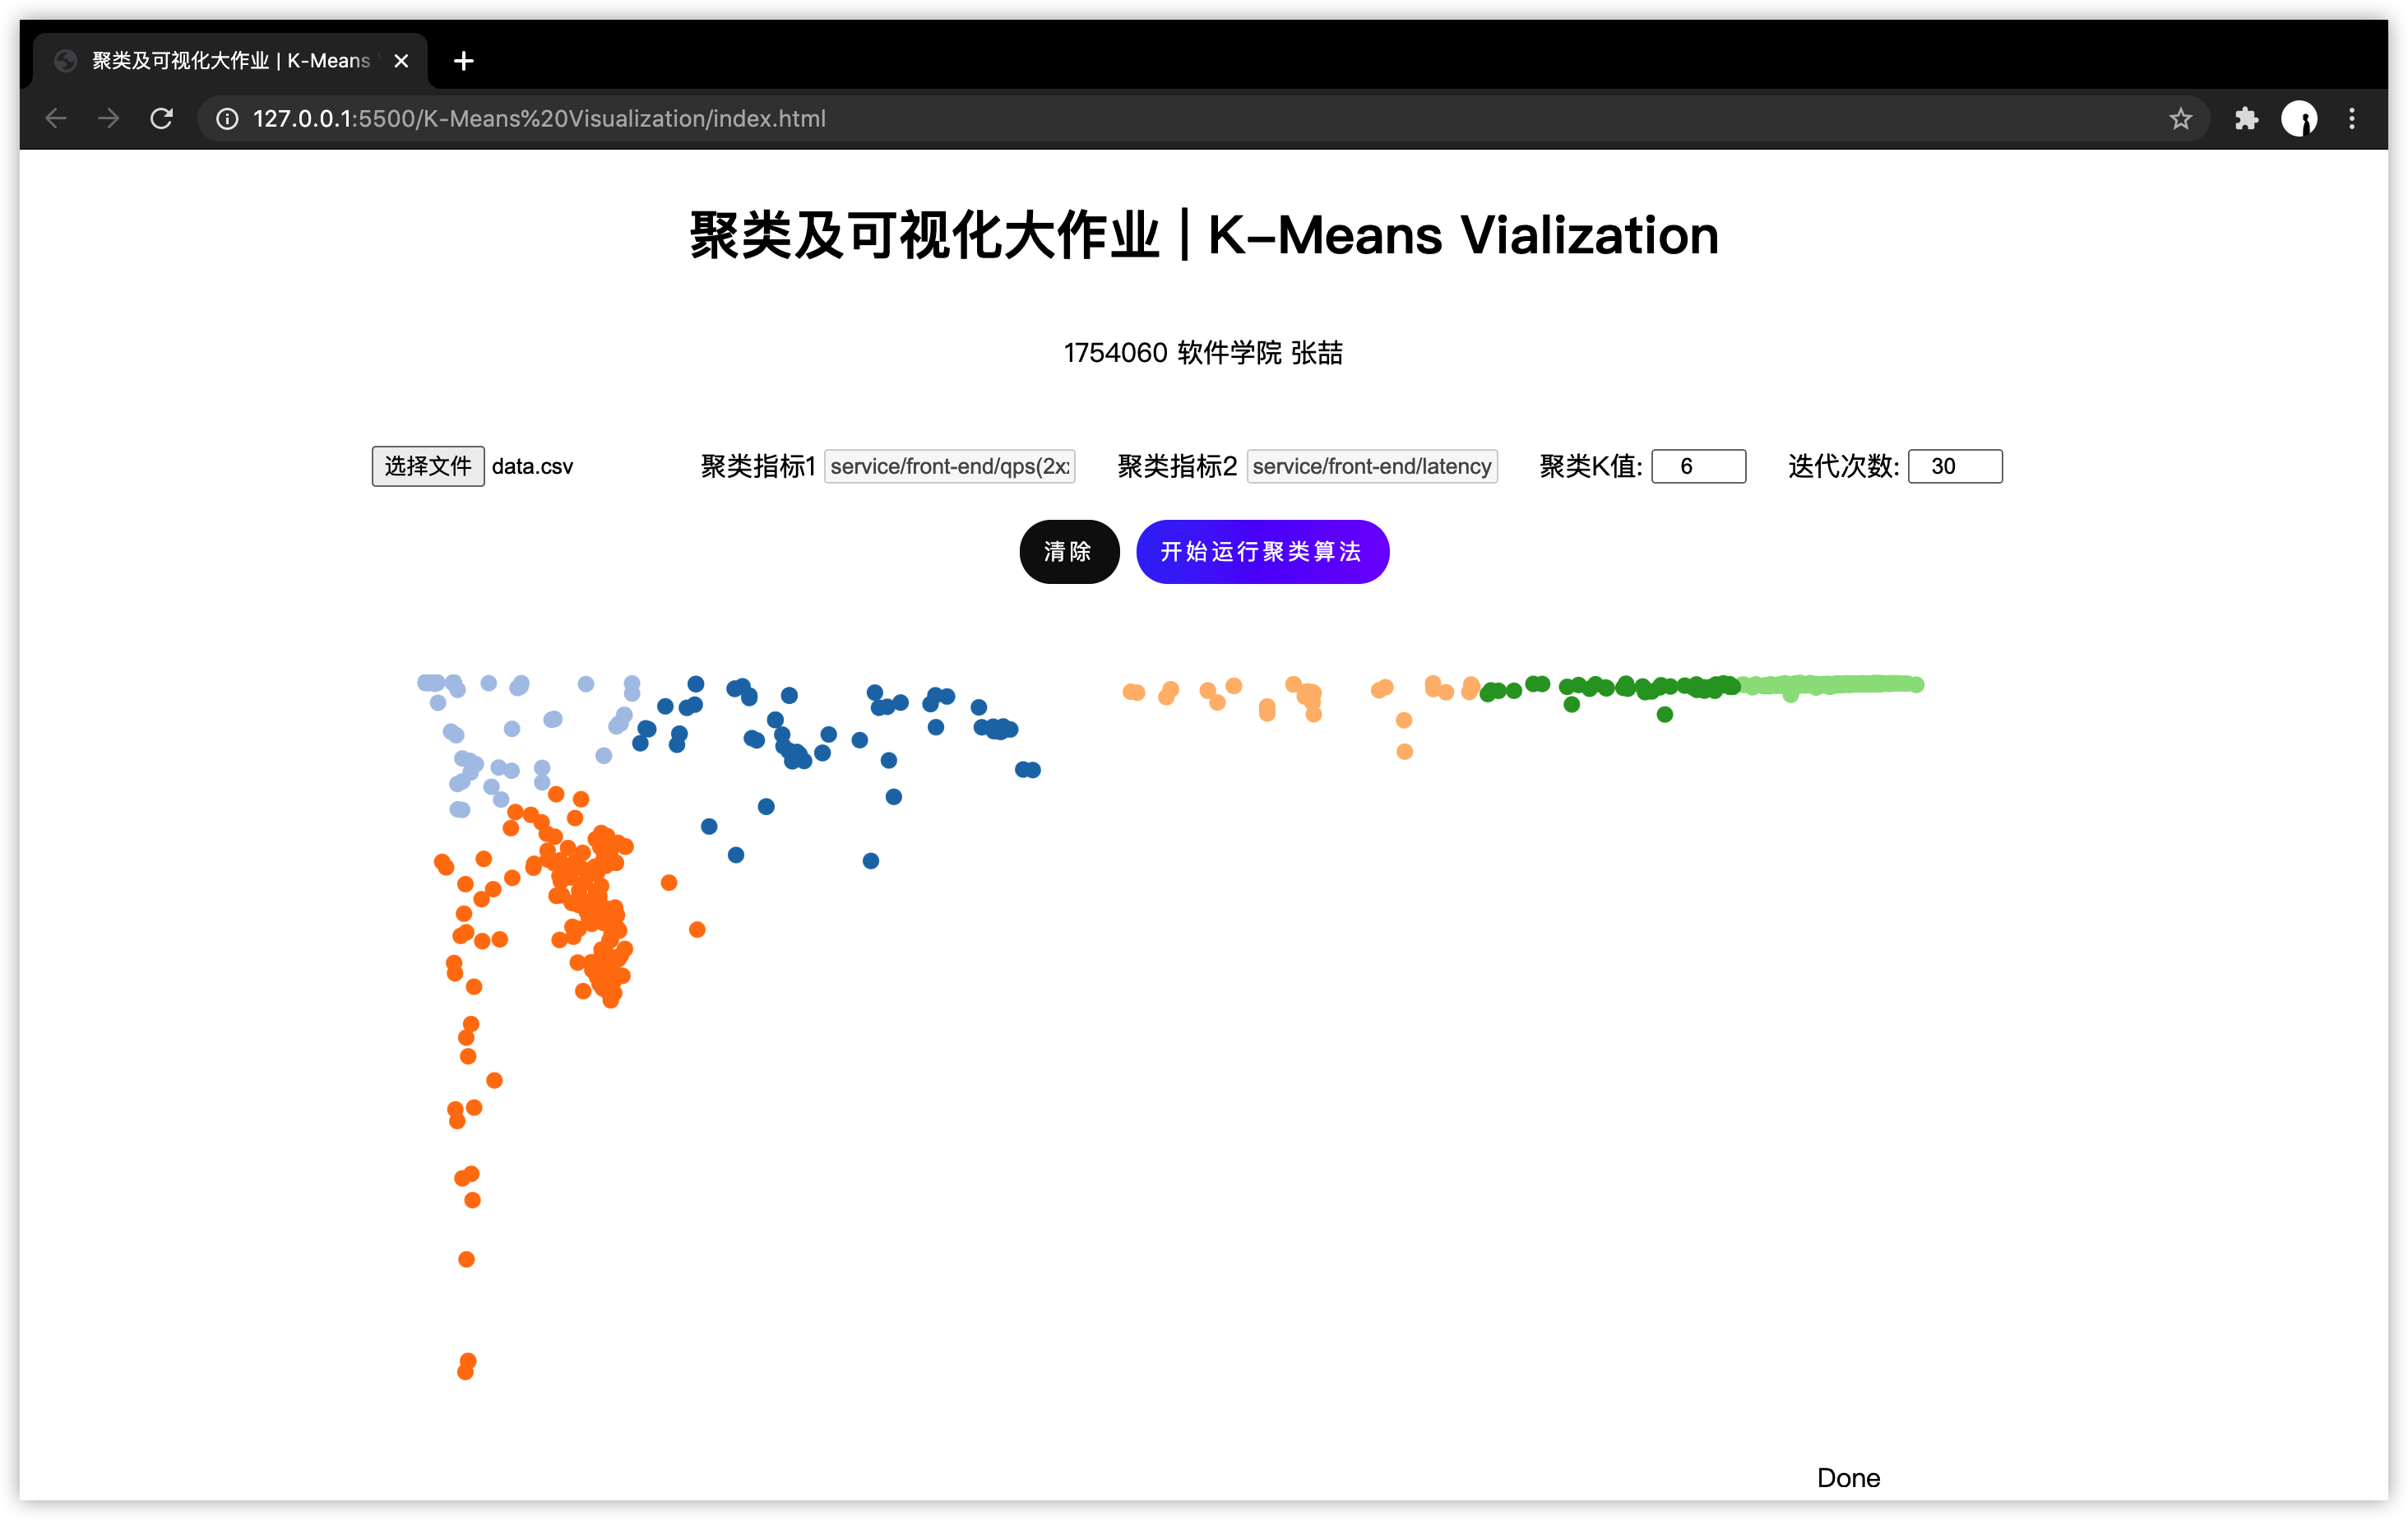 聚类及可视化大作业 | K-Means
127.0.0.1:5500/K-Means%20Visualization/index.html
聚类及可视化大作业 | K-Means Vialization
1754060 软件学院 张喆
选择文件 data.csv 聚类指标1 service/front-end/qps(2xx 聚类指标2 service/front-end/latency 聚类K值: 6 迭代次数: 30
清除 开始运行聚类算法
Done